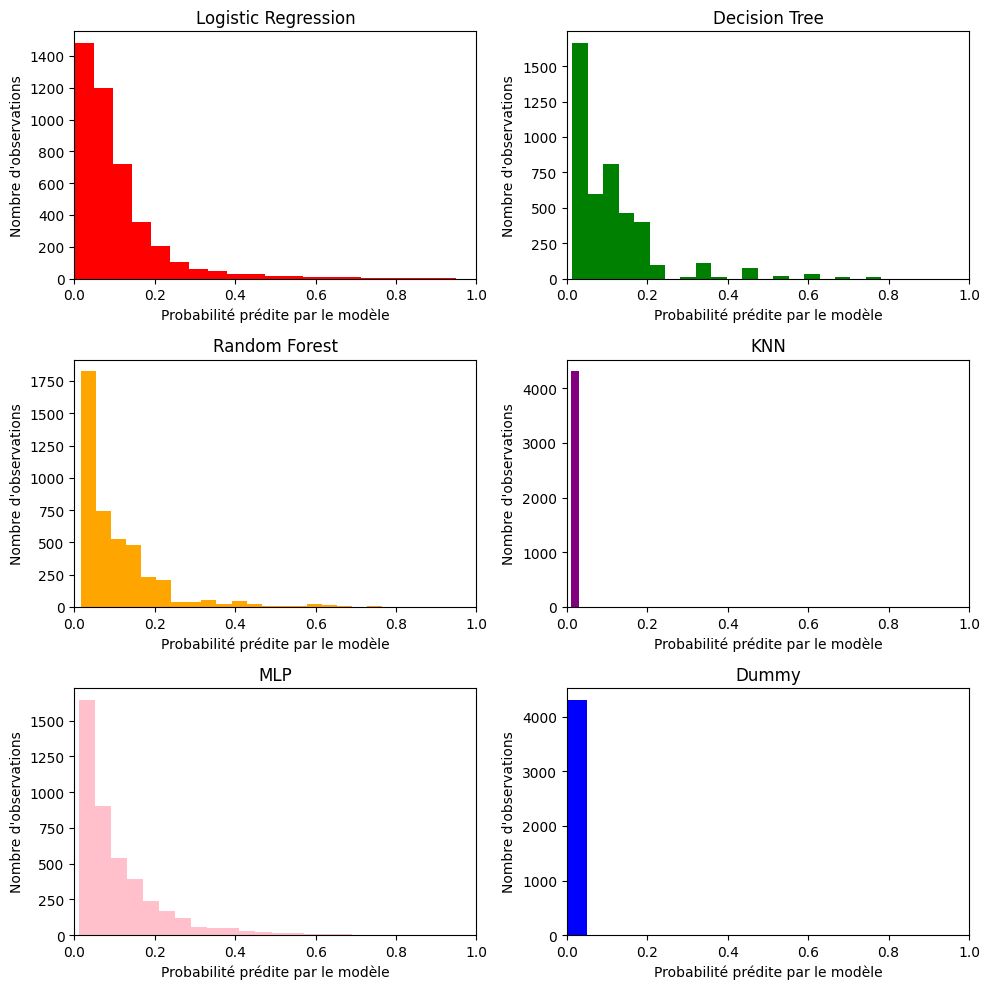 Logistic Regression
Nombre d'observations
1400
1200
1000
800
600
400
200
0
0.0 0.2 0.4 0.6 0.8 1.0
Probabilité prédite par le modèle
Decision Tree
Nombre d'observations
1500
1250
1000
750
500
250
0
0.0 0.2 0.4 0.6 0.8 1.0
Probabilité prédite par le modèle
Random Forest
Nombre d'observations
1750
1500
1250
1000
750
500
250
0
0.0 0.2 0.4 0.6 0.8 1.0
Probabilité prédite par le modèle
KNN
Nombre d'observations
4000
3000
2000
1000
0
0.0 0.2 0.4 0.6 0.8 1.0
Probabilité prédite par le modèle
MLP
Nombre d'observations
1500
1250
1000
750
500
250
0
0.0 0.2 0.4 0.6 0.8 1.0
Probabilité prédite par le modèle
Dummy
Nombre d'observations
4000
3000
2000
1000
0
0.0 0.2 0.4 0.6 0.8 1.0
Probabilité prédite par le modèle